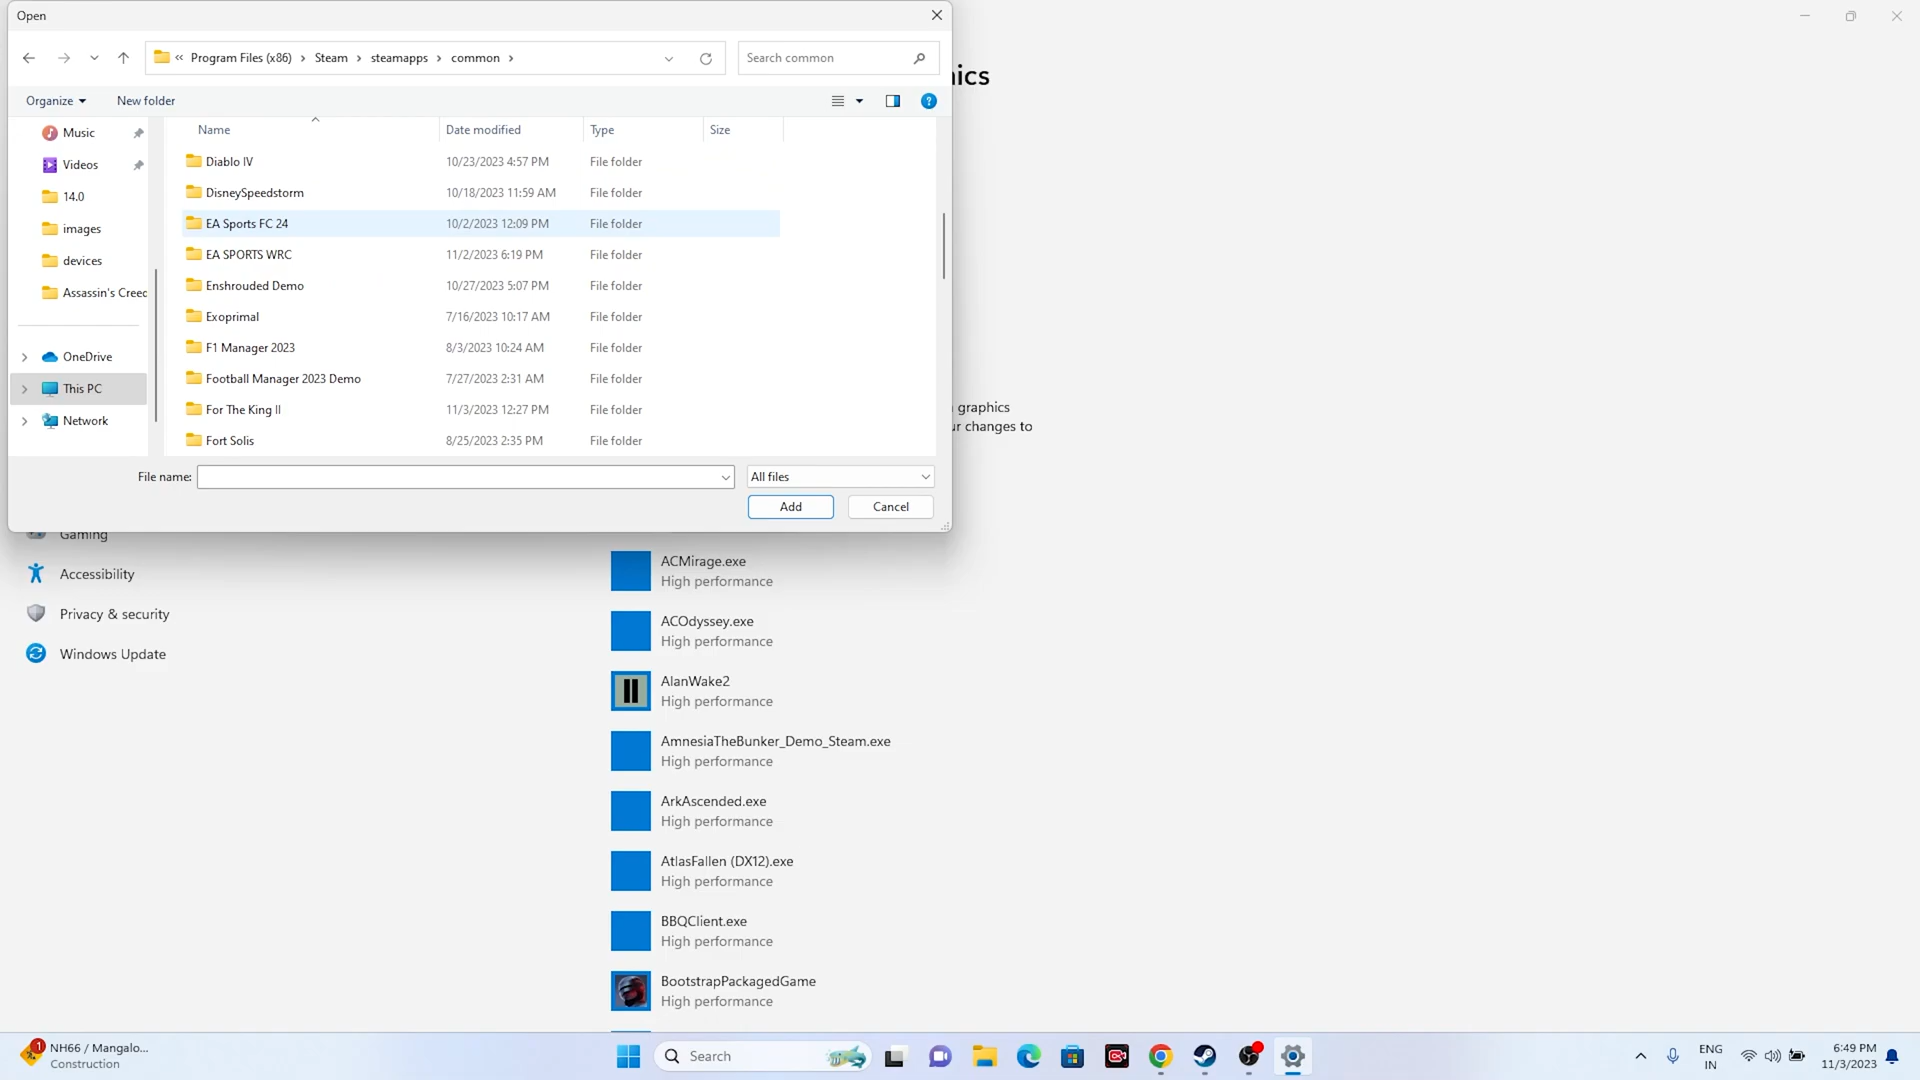 Open
« Program Files (x86) > Steam > steamapps > common >
Search common
Organize
New folder
Music
Videos
14.0
images
devices
Assassin's Creed
OneDrive
This PC
Network
Name Date modified Type Size
Diablo IV 10/23/2023 4:57 PM File folder
DisneySpeedstorm 10/18/2023 11:59 AM File folder
EA Sports FC 24 10/2/2023 12:09 PM File folder
EA SPORTS WRC 11/2/2023 6:19 PM File folder
Enshrouded Demo 10/27/2023 5:07 PM File folder
Exoprimal 7/16/2023 10:17 AM File folder
F1 Manager 2023 8/3/2023 10:24 AM File folder
Football Manager 2023 Demo 7/27/2023 2:31 AM File folder
For The King II 11/3/2023 12:27 PM File folder
Fort Solis 8/25/2023 2:35 PM File folder
File name:
All files
Add
Cancel
ics
graphics
ur changes to
Gaming
Accessibility
Privacy & security
Windows Update
ACMirage.exe
High performance
ACOdyssey.exe
High performance
AlanWake2
High performance
AmnesiaTheBunker_Demo_Steam.exe
High performance
ArkAscended.exe
High performance
AtlasFallen (DX12).exe
High performance
BBQClient.exe
High performance
BootstrapPackagedGame
High performance
1
NH66 / Mangalo...
Construction
Search
ENG
IN
6:49 PM
11/3/2023